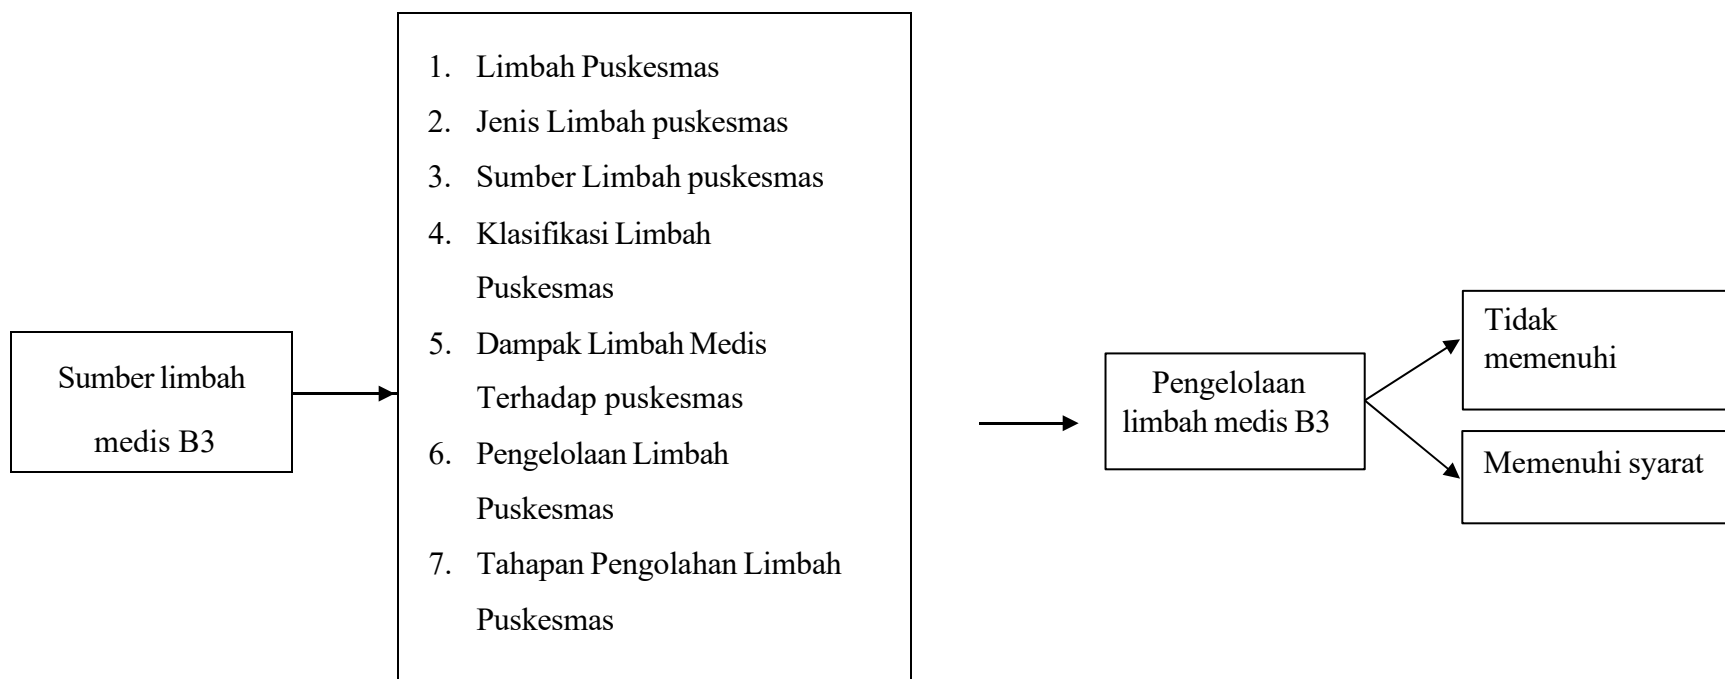 Sumber limbah
medis B3
1. Limbah Puskesmas
2. Jenis Limbah puskesmas
3. Sumber Limbah puskesmas
4. Klasifikasi Limbah
Puskesmas
5. Dampak Limbah Medis
Terhadap puskesmas
6. Pengelolaan Limbah
Puskesmas
7. Tahapan Pengolahan Limbah
Puskesmas
Pengelolaan
limbah medis B3
Tidak
memenuhi
Memenuhi syarat